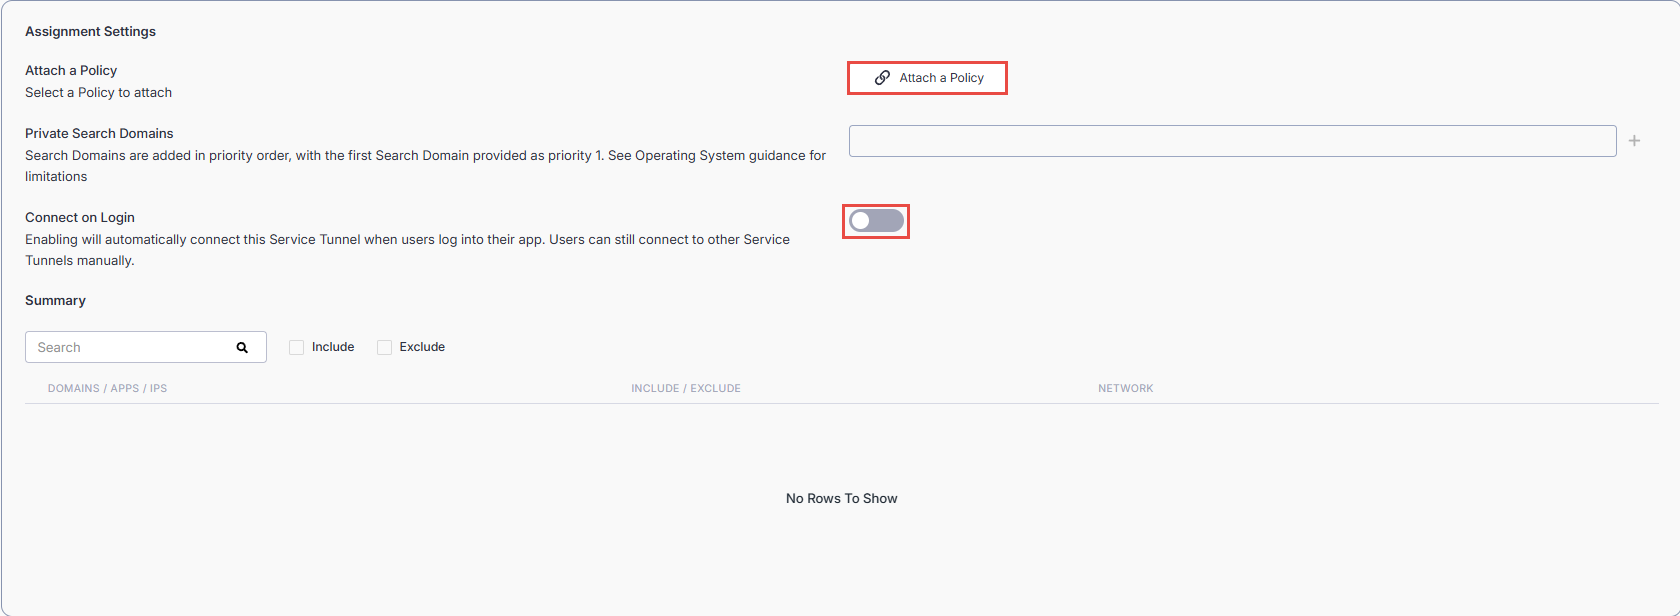 Assignment Settings
Attach a Policy
Select a Policy to attach
Attach a Policy
Private Search Domains
Search Domains are added in priority order, with the first Search Domain provided as priority 1. See Operating System guidance for
limitations
Connect on Login
Enabling will automatically connect this Service Tunnel when users log into their app. Users can still connect to other Service
Tunnels manually.
Summary
Search
Include
Exclude
DOMAINS / APPS / IPS
INCLUDE / EXCLUDE
NETWORK
No Rows To Show